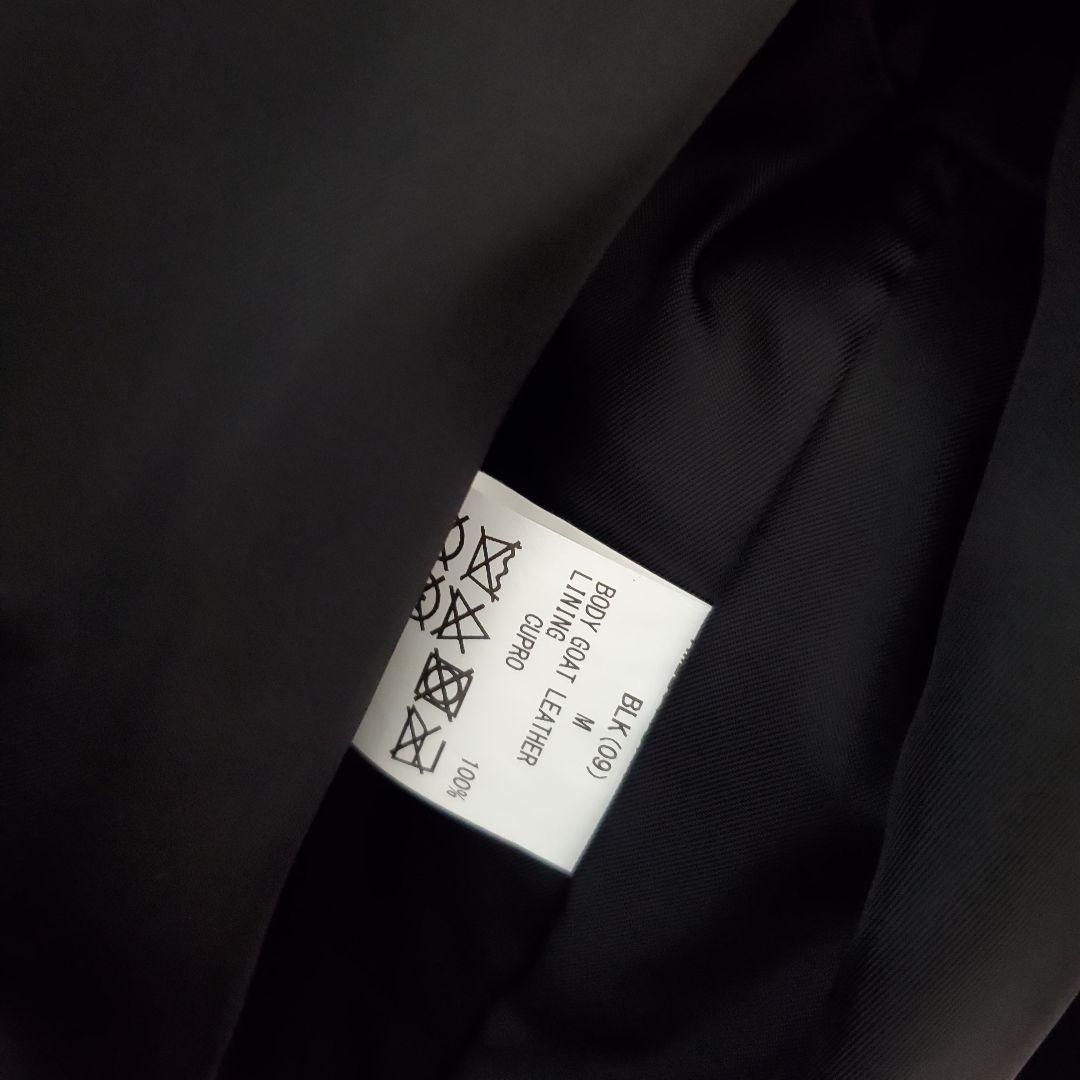 BLK(09)
M
BODY GOAT LEATHER
LINING
CUPRO 100%